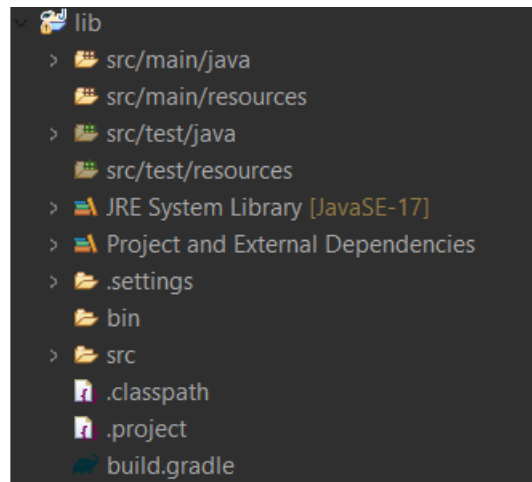 lib
src/main/java
src/main/resources
src/test/java
src/test/resources
JRE System Library [JavaSE-17]
Project and External Dependencies
.settings
bin
src
.classpath
.project
build.gradle